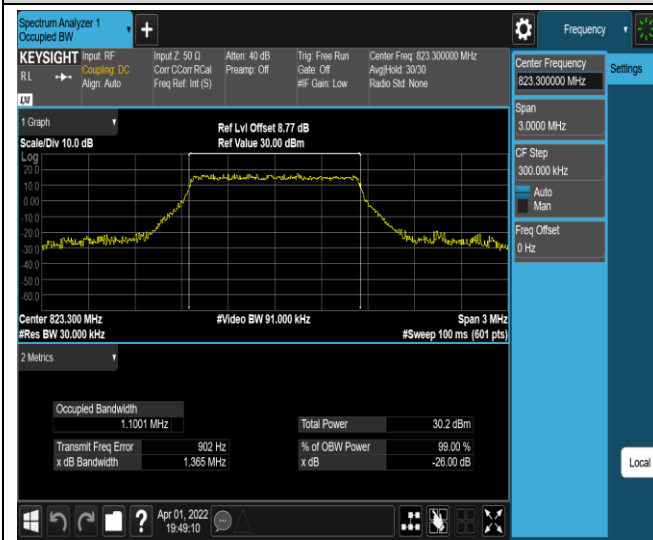 Spectrum Analyzer 1
Occupied BW
Frequency
KEYSIGHT
RL
LXI
Input: RF
Coupling: DC
Align: Auto
Input Z: 50 Ω
Corr CCorr RCal
Freq Ref: Int (S)
Atten: 40 dB
Preamp: Off
Trig: Free Run
Gate: Off
#IF Gain: Low
Center Freq: 823.300000 MHz
Avg|Hold: 30/30
Radio Std: None
Center Frequency
823.300000 MHz
Settings
Span
3.0000 MHz
CF Step
300.000 kHz
Auto
Man
Freq Offset
0 Hz
Local
1 Graph
Scale/Div 10.0 dB
Ref Lvl Offset 8.77 dB
Ref Value 30.00 dBm
Log
20.0
10.0
0.00
-10.0
-20.0
-30.0
-40.0
-50.0
-60.0
Center 823.300 MHz
#Video BW 91.000 kHz
Span 3 MHz
#Res BW 30.000 kHz
#Sweep 100 ms (601 pts)
2 Metrics
Occupied Bandwidth
1.1001 MHz
Total Power 30.2 dBm
Transmit Freq Error 902 Hz
% of OBW Power 99.00 %
x dB Bandwidth 1.365 MHz
x dB -26.00 dB
?
Apr 01, 2022
19:49:10